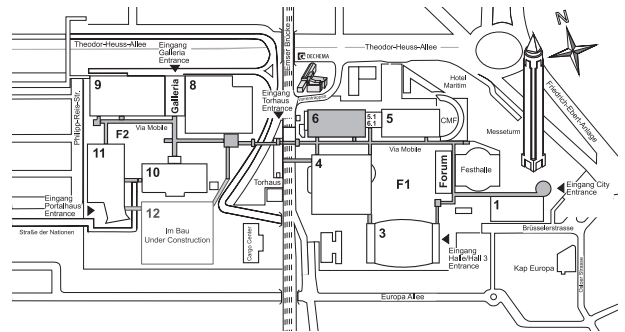 Theodor-Heuss-Allee
Eingang
Galleria
Entrance
Emser Brücke
DECHEMA
Theodor-Heuss-Allee
N
Hotel
Maritim
Friedrich-Ebert-Anlage
Philipp-Reis-Str.
9
Galleria
8
Eingang
Torhaus
Entrance
6
5.1
6.1
5
CMF
Messeturm
F2
Via Mobile
11
10
4
Via Mobile
F1
Forum
Festhalle
Torhaus
Eingang City
Entrance
1
Eingang
Portalhaus
Entrance
12
Im Bau
Under Construction
Straße der Nationen
Cargo Center
3
Eingang
Halle/Hall 3
Entrance
Brüsselerstrasse
Kap Europa
Europa Allee